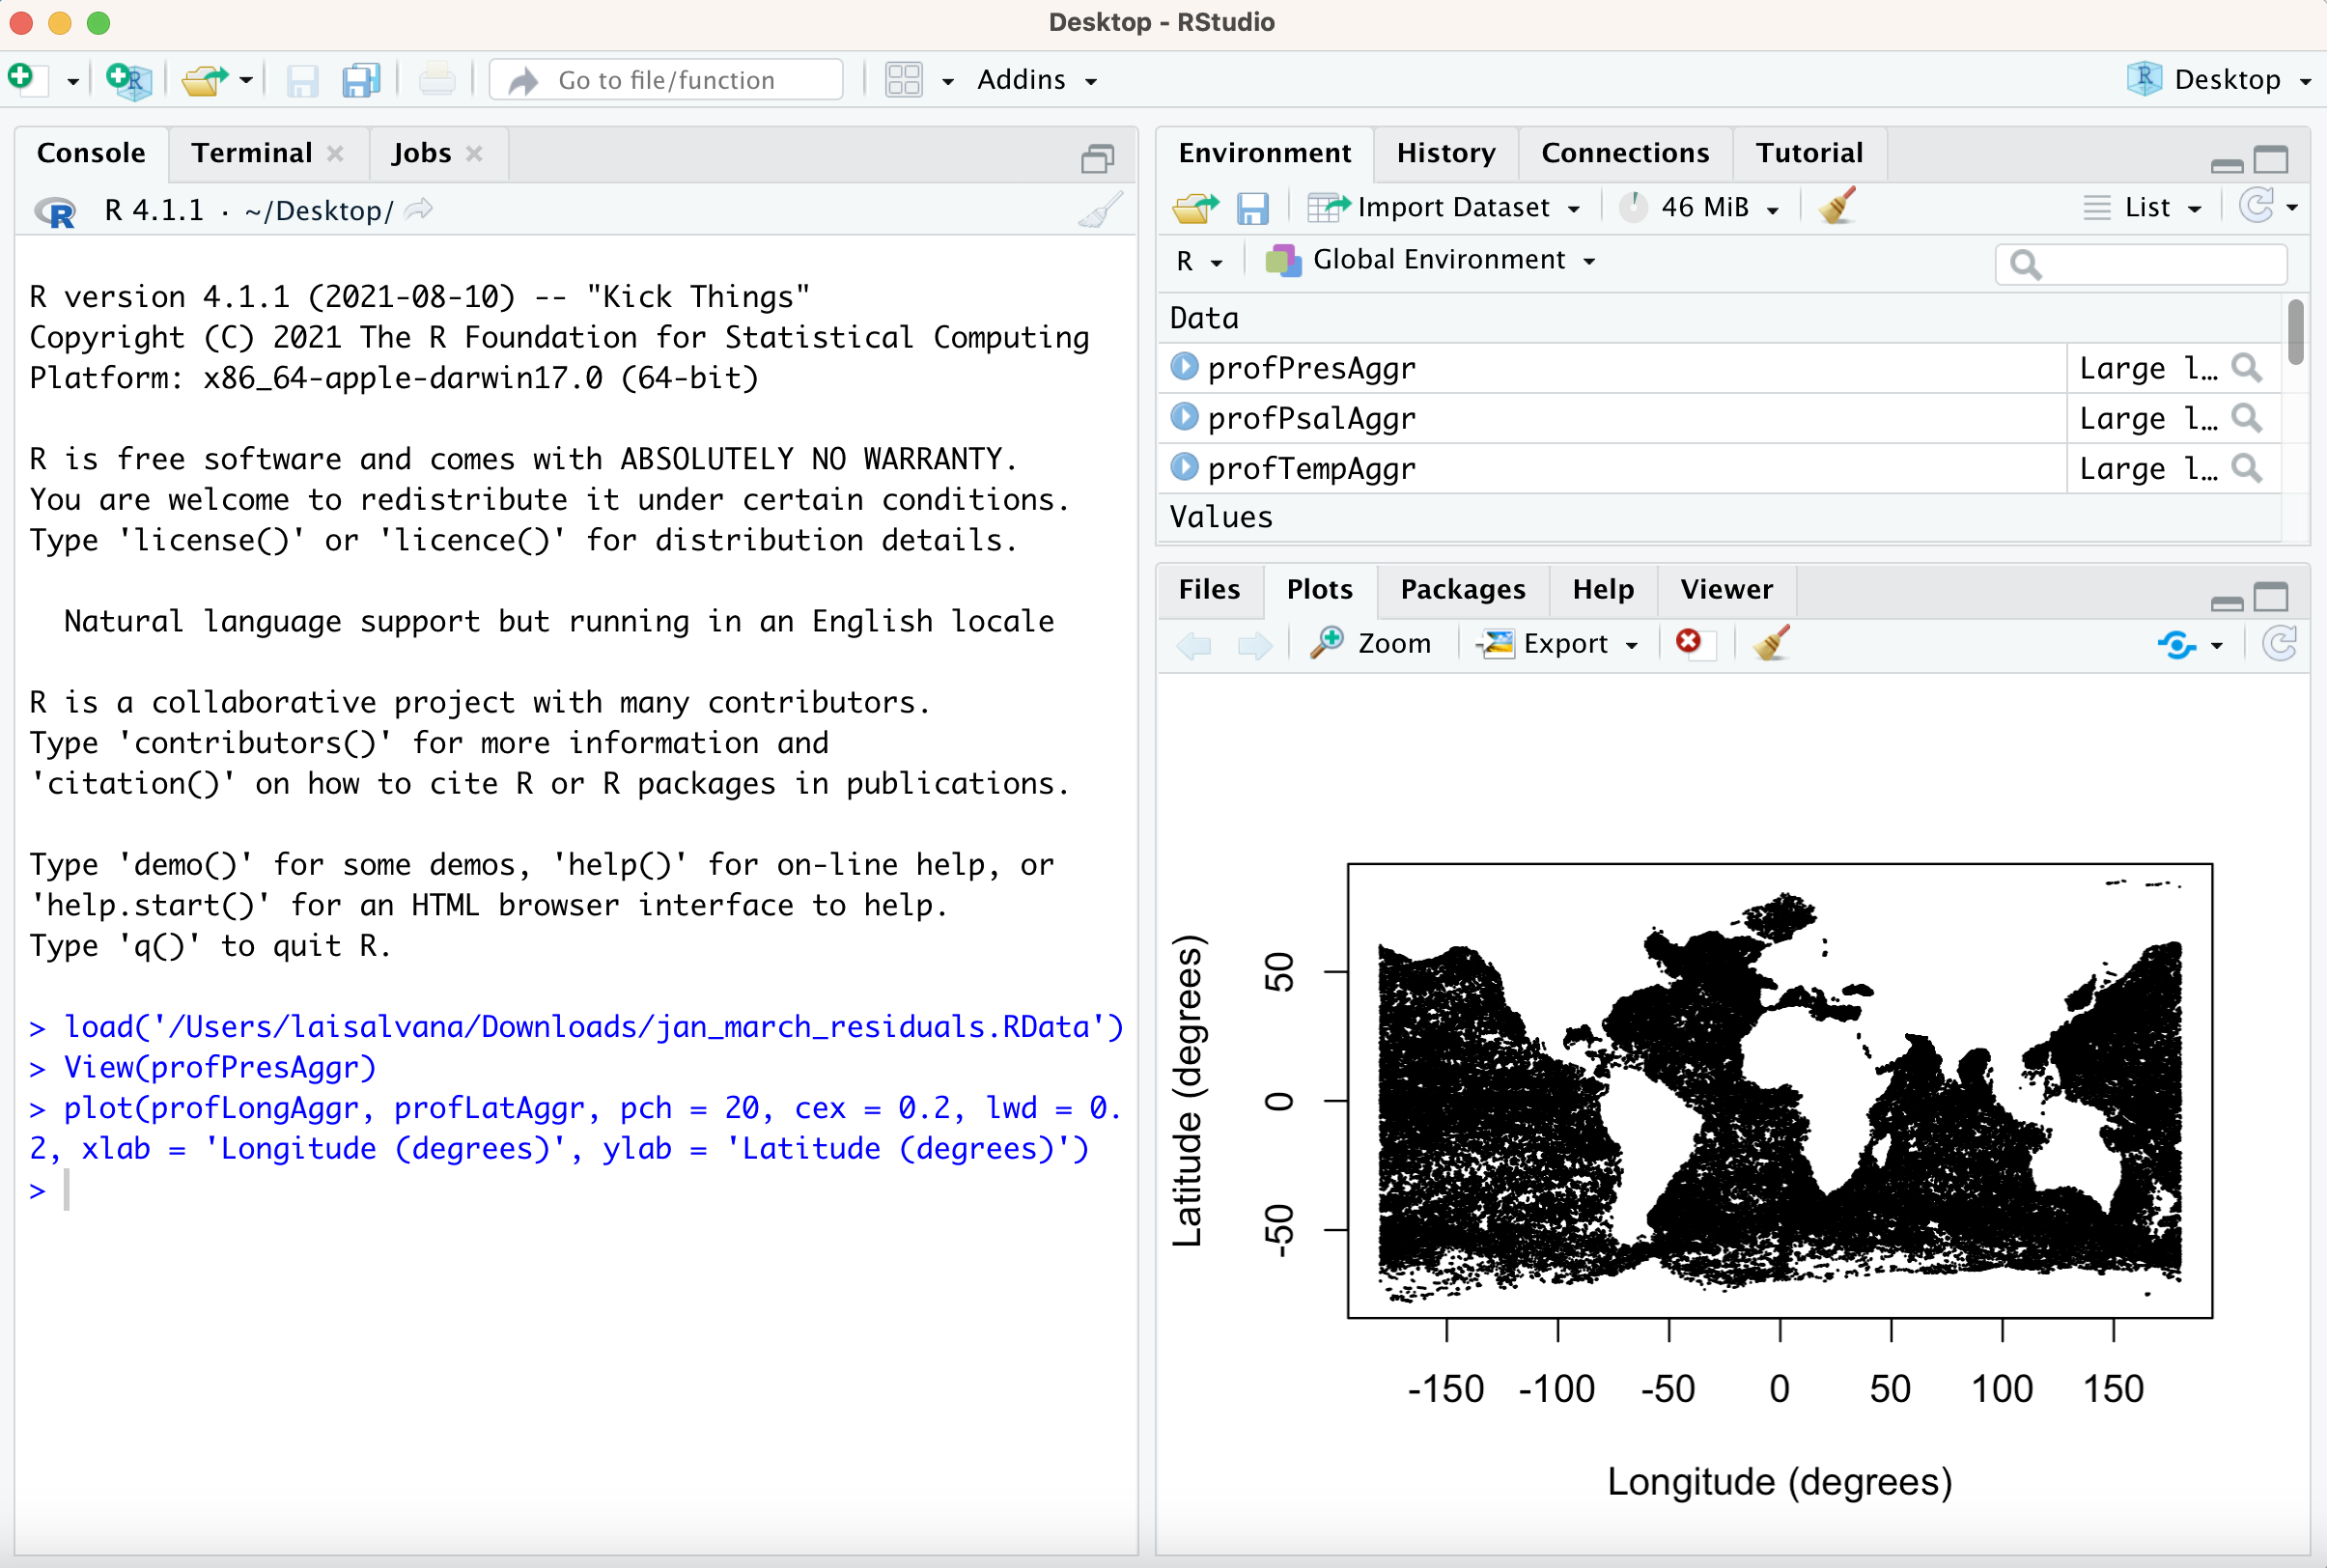 Desktop - RStudio
Go to file/function
Addins
Desktop
Console
Terminal
Jobs
R 4.1.1 · ~/Desktop/
R version 4.1.1 (2021-08-10) -- "Kick Things"
Copyright (C) 2021 The R Foundation for Statistical Computing
Platform: x86_64-apple-darwin17.0 (64-bit)
R is free software and comes with ABSOLUTELY NO WARRANTY.
You are welcome to redistribute it under certain conditions.
Type 'license()' or 'licence()' for distribution details.
Natural language support but running in an English locale
R is a collaborative project with many contributors.
Type 'contributors()' for more information and
'citation()' on how to cite R or R packages in publications.
Type 'demo()' for some demos, 'help()' for on-line help, or
'help.start()' for an HTML browser interface to help.
Type 'q()' to quit R.
> load('/Users/laisalvana/Downloads/jan_march_residuals.RData')
> View(profPresAggr)
> plot(profLongAggr, profLatAggr, pch = 20, cex = 0.2, lwd = 0.
2, xlab = 'Longitude (degrees)', ylab = 'Latitude (degrees)')
>
Environment
History
Connections
Tutorial
Import Dataset
46 MiB
List
R
Global Environment
Data
profPresAggr Large l…
profPsalAggr Large l…
profTempAggr Large l…
Values
Files
Plots
Packages
Help
Viewer
Zoom
Export
Latitude (degrees)
50
0
-50
-150 -100 -50 0 50 100 150
Longitude (degrees)